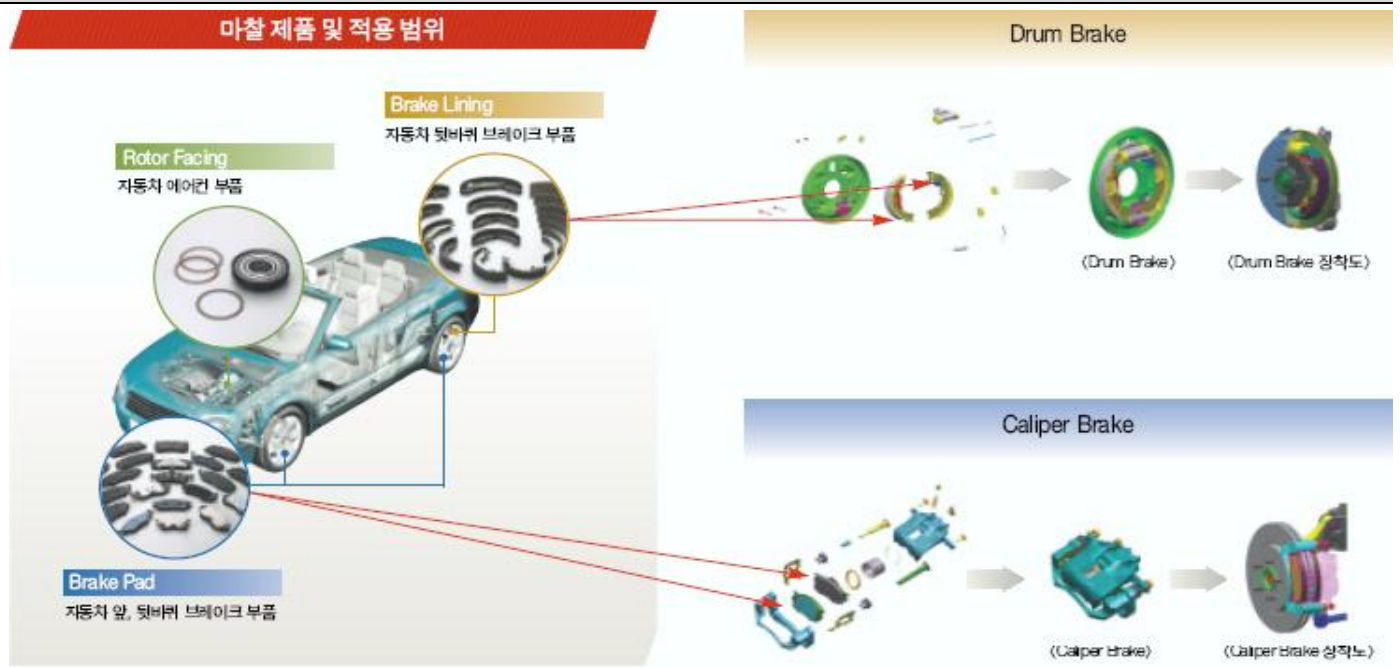 마찰 제품 및 적용 범위
Brake Lining
자동차 뒷바퀴 브레이크 부품
Rotor Facing
자동차 에어컨 부품
Brake Pad
자동차 앞, 뒷바퀴 브레이크 부품
Drum Brake
〈Drum Brake〉
〈Drum Brake 장착도〉
Caliper Brake
〈Caliper Brake〉
〈Caliper Brake 장착도〉